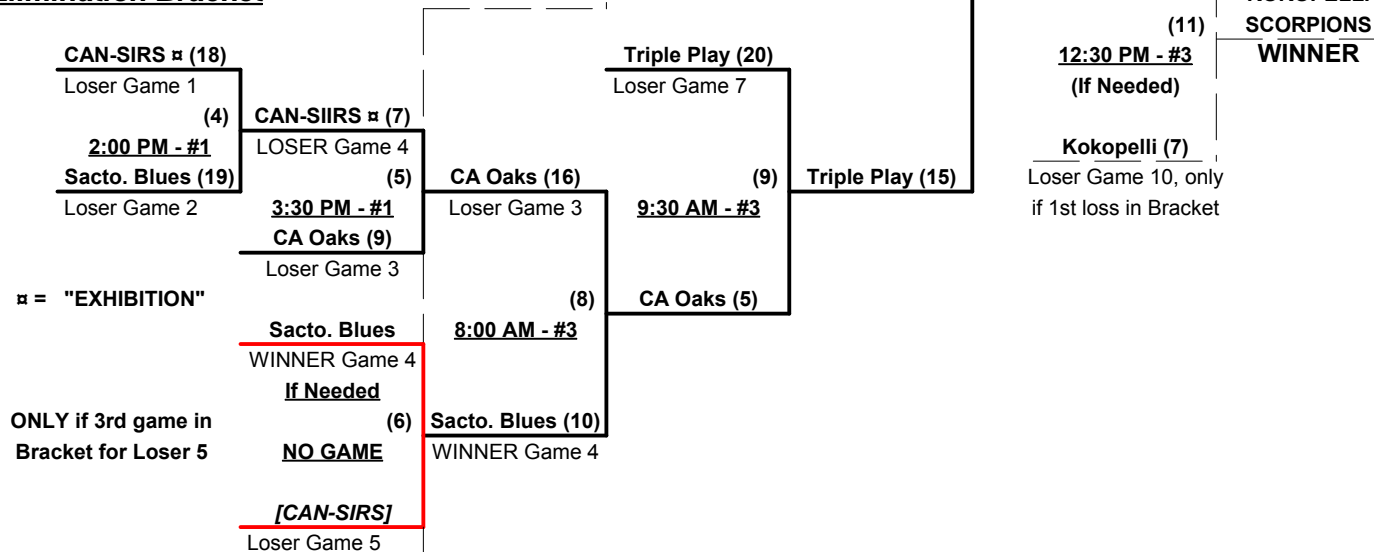 CAN-SIRS ¤ (18)
Loser Game 1
(4)
2:00 PM - #1
Sacto. Blues (19)
Loser Game 2
CAN-SIIRS ¤ (7)
LOSER Game 4
(5)
3:30 PM - #1
CA Oaks (9)
Loser Game 3
¤ = "EXHIBITION"
Sacto. Blues
WINNER Game 4
If Needed
ONLY if 3rd game in
Bracket for Loser 5
(6)
NO GAME
[CAN-SIRS]
Loser Game 5
CA Oaks (16)
Loser Game 3
(8)
8:00 AM - #3
Sacto. Blues (10)
WINNER Game 4
Triple Play (20)
Loser Game 7
(9)
9:30 AM - #3
CA Oaks (5)
Triple Play (15)
(11)
12:30 PM - #3
(If Needed)
Kokopelli (7)
Loser Game 10, only
if 1st loss in Bracket
SCORPIONS
WINNER